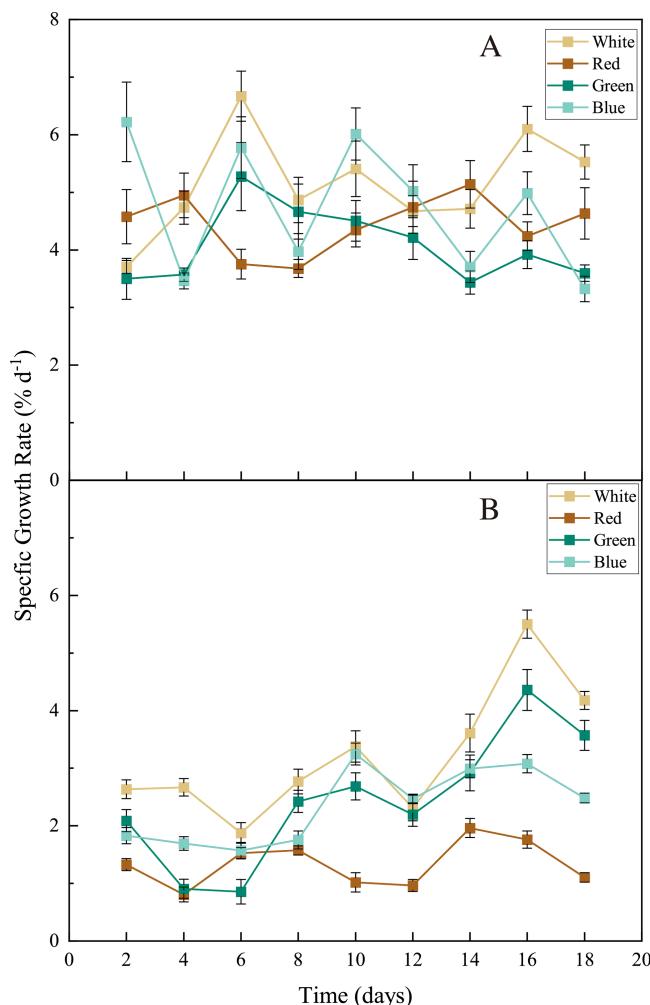 8
A
White
Red
Green
Blue
6
4
2
0
B
White
Red
Green
Blue
6
4
2
0
Specfic Growth Rate (% d⁻¹)
0 2 4 6 8 10 12 14 16 18 20
Time (days)